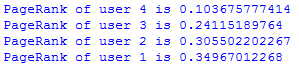 PageRank of user 4 is 0.103675777414
PageRank of user 3 is 0.24115189764
PageRank of user 2 is 0.305502202267
PageRank of user 1 is 0.34967012268